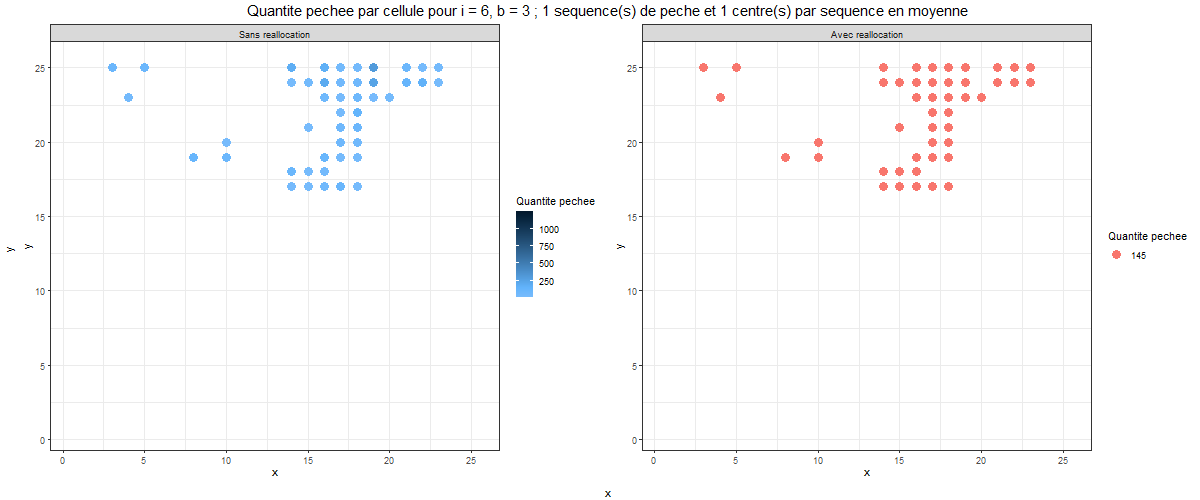 Quantite pechee par cellule pour i = 6, b = 3 ; 1 sequence(s) de peche et 1 centre(s) par sequence en moyenne
Sans reallocation
25
20
15
10
5
0
y
y
0 5 10 15 20 25
x
Quantite pechee
1000
750
500
250
Avec reallocation
25
20
15
10
5
0
y
0 5 10 15 20 25
x
Quantite pechee
145
x